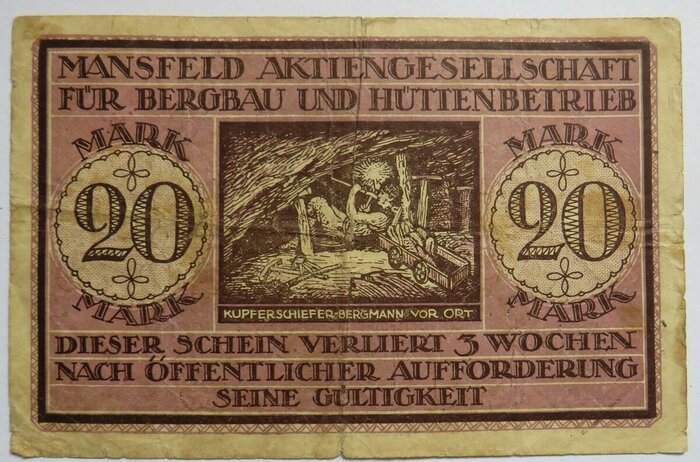 MANSFELD AKTIENGESELLSCHAFT
FÜR BERGBAU UND HÜTTENBETRIEB
MARK
20
MARK
MARK
20
MARK
KUPFERSCHIEFER-BERGMANN VOR ORT
DIESER SCHEIN VERLIERT 3 WOCHEN
NACH ÖFFENTLICHER AUFFORDERUNG
SEINE GÜLTIGKEIT